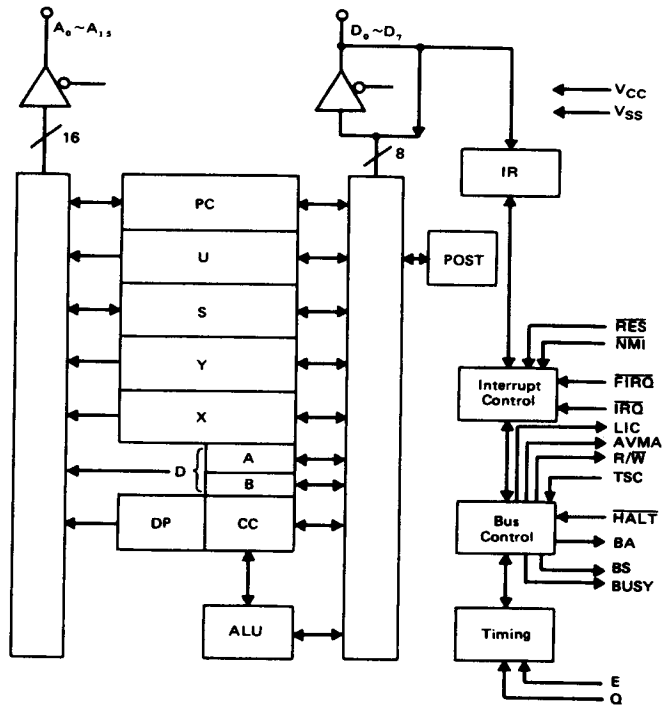 A₀~A₁₅
D₀~D₇
VCC
VSS
16
8
IR
PC
U
POST
S
RES
NMI
Y
Interrupt
Control
FIRQ
IRQ
X
LIC
AVMA
R/W
TSC
D {
A
B
DP
CC
Bus
Control
HALT
BA
BS
BUSY
ALU
Timing
E
Q